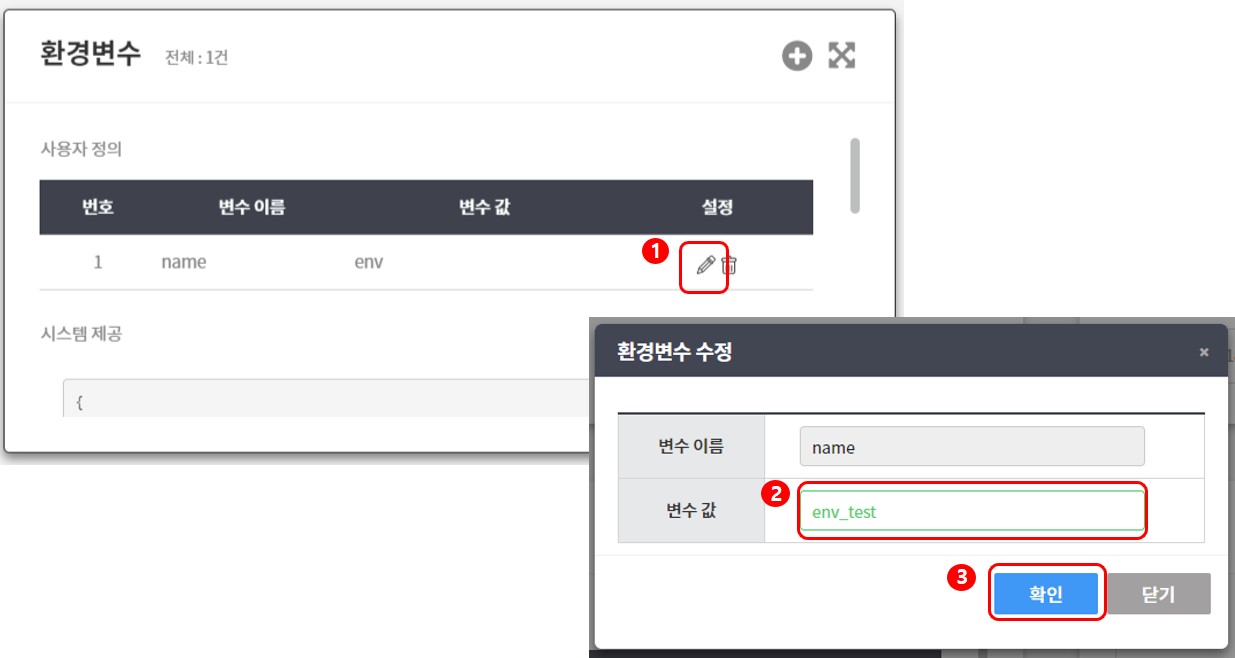 환경변수 전체 : 1건
사용자 정의
번호 변수 이름 변수 값 설정
1 name env
1
시스템 제공
{
환경변수 수정 ×
변수 이름 name
2
변수 값 env_test
3
확인 닫기